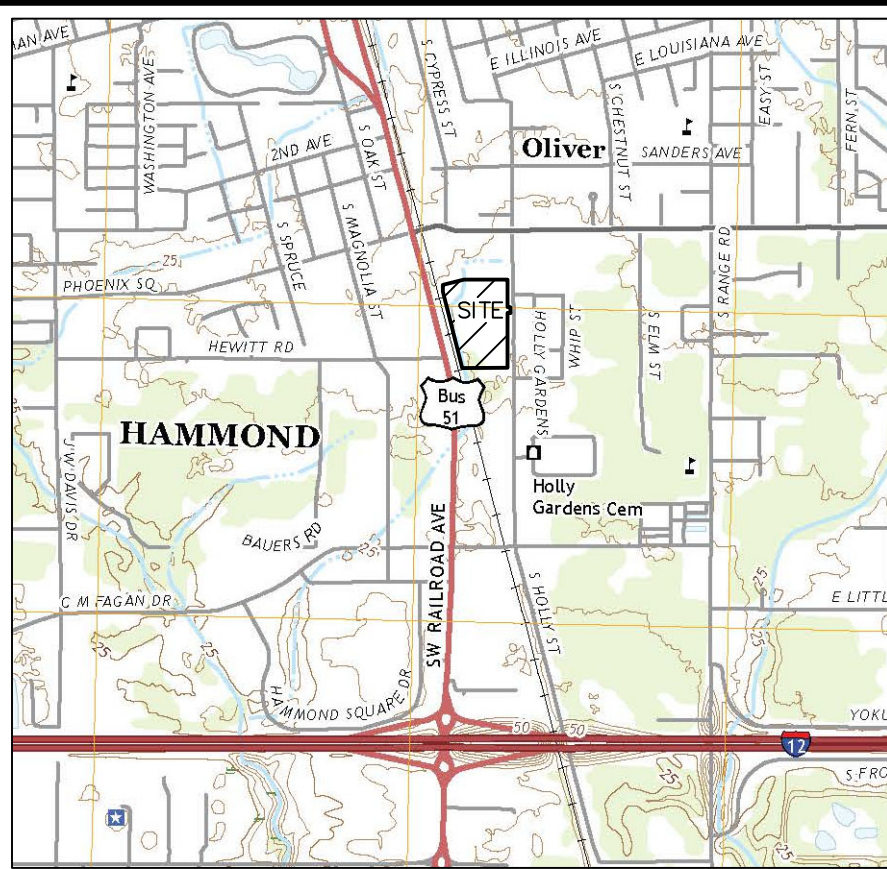 E ILLINOIS AVE
E LOUISIANA AVE
S CYPRESS ST
WASHINGTON AVE
EASY ST
FERN ST
2ND AVE
S OAK ST
S CHESTNUT ST
Oliver
SANDERS AVE
S SPRUCE
S MAGNOLIA ST
25
PHOENIX SQ
S RANGE RD
SITE
HOLLY GARDENS
WHIP ST
S ELM ST
HEWITT RD
Bus
51
HAMMOND
J W DAVIS DR
Holly
Gardens Cem
BAUERS RD
25
SW RAILROAD AVE
25
C M FAGAN DR
S HOLLY ST
E LITTL
25
HAMMOND SQUARE DR
50
50
YOKU
12
S FRO
25
25